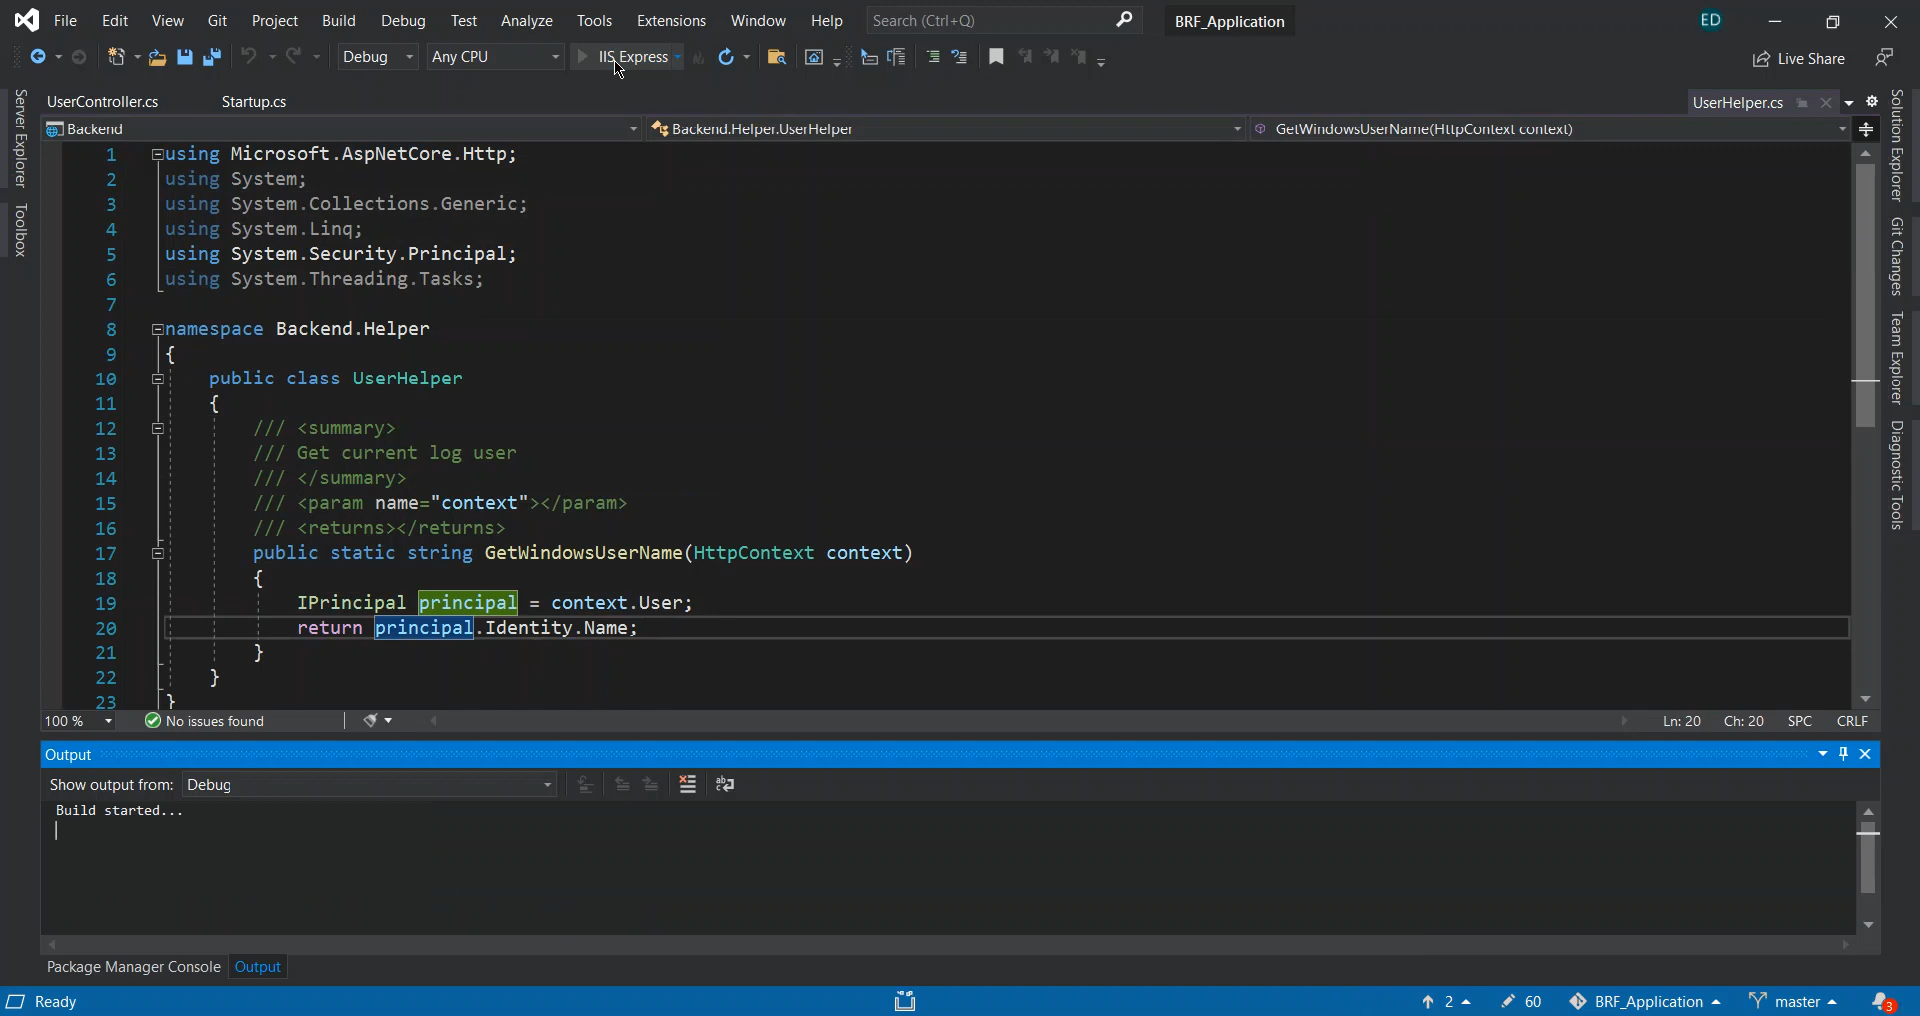 File Edit View Git Project Build Debug Test Analyze Tools Extensions Window Help Search (Ctrl+Q) BRF_Application ED
Debug Any CPU IIS Express Live Share
UserController.cs Startup.cs UserHelper.cs
Backend Backend.Helper.UserHelper GetWindowsUserName(HttpContext context)
Server Explorer
Toolbox
Solution Explorer
Git Changes
Team Explorer
Diagnostic Tools
1 using Microsoft.AspNetCore.Http;
2 using System;
3 using System.Collections.Generic;
4 using System.Linq;
5 using System.Security.Principal;
6 using System.Threading.Tasks;
7
8 namespace Backend.Helper
9 {
10 public class UserHelper
11 {
12 /// <summary>
13 /// Get current log user
14 /// </summary>
15 /// <param name="context"></param>
16 /// <returns></returns>
17 public static string GetWindowsUserName(HttpContext context)
18 {
19 IPrincipal principal = context.User;
20 return principal.Identity.Name;
21 }
22 }
23 }
100 % No issues found Ln: 20 Ch: 20 SPC CRLF
Output
Show output from: Debug
Build started...
Package Manager Console Output
Ready 2 60 BRF_Application master 3